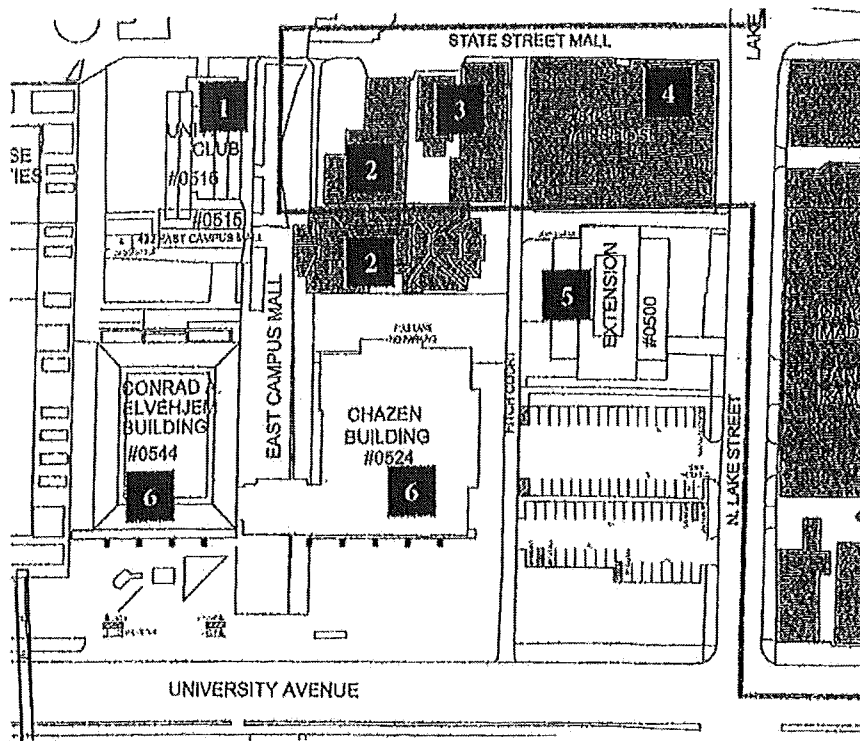 STATE STREET MALL
LAKE
1
3
4
UNI
CLUB
#0516
2
SE
TIES
#0515
432 EAST CAMPUS MALL
2
5
EXTENSION
#0500
EAST CAMPUS MALL
CONRAD A.
ELVEHJEM
BUILDING
#0544
CHAZEN
BUILDING
#0524
FITCH COURT
N. LAKE STREET
6
6
UNIVERSITY AVENUE